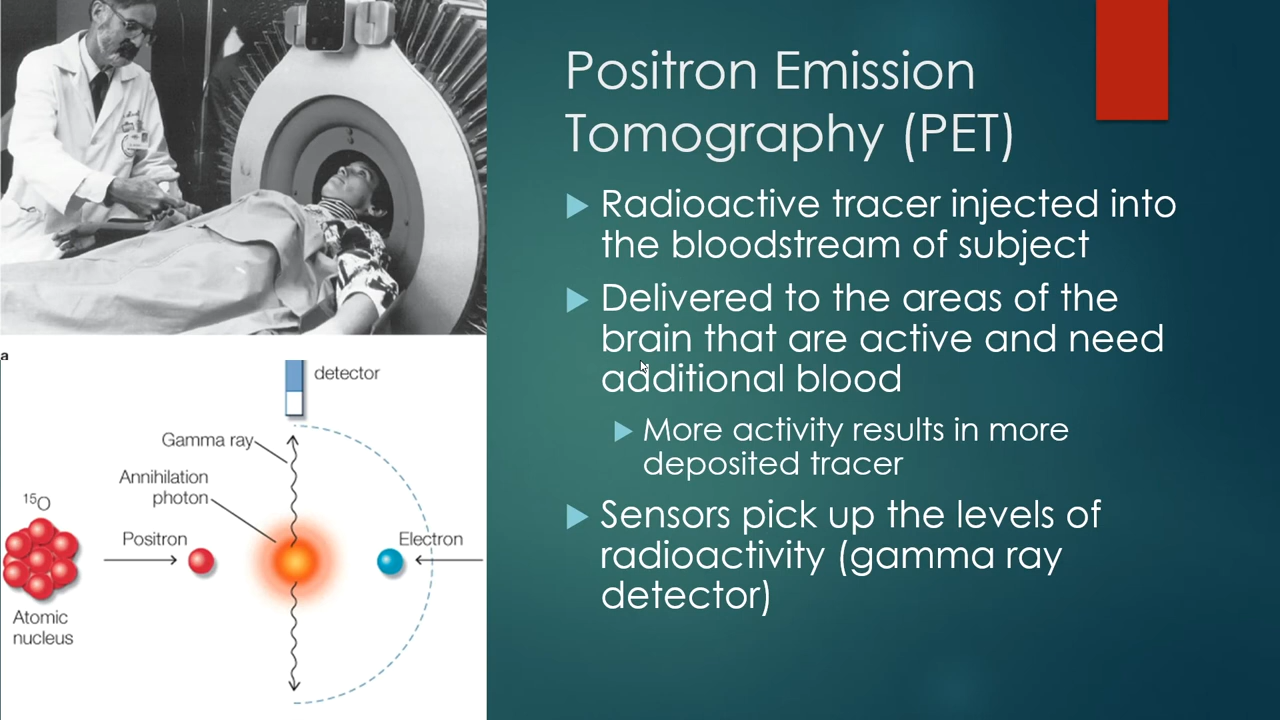 Positron Emission
Tomography (PET)
Radioactive tracer injected into
the bloodstream of subject
Delivered to the areas of the
brain that are active and need
additional blood
More activity results in more
deposited tracer
Sensors pick up the levels of
radioactivity (gamma ray
detector)
a
detector
Gamma ray
Annihilation
photon
15O
Positron
Electron
Atomic
nucleus